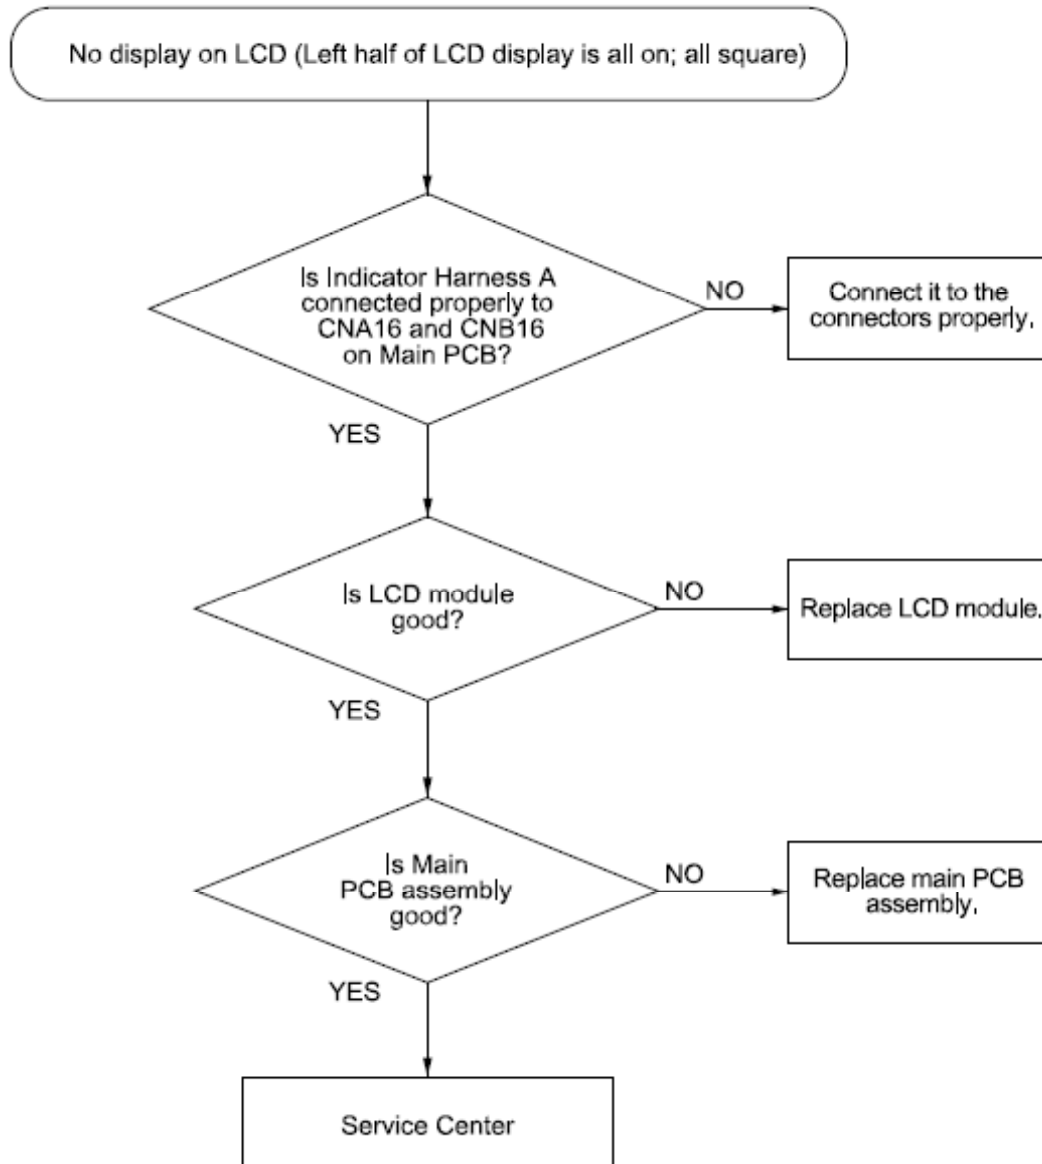 No display on LCD (Left half of LCD display is all on; all square)
Is Indicator Harness A
connected properly to
CNA16 and CNB16
on Main PCB?
NO
Connect it to the
connectors properly.
YES
Is LCD module
good?
NO
Replace LCD module.
YES
Is Main
PCB assembly
good?
NO
Replace main PCB
assembly.
YES
Service Center